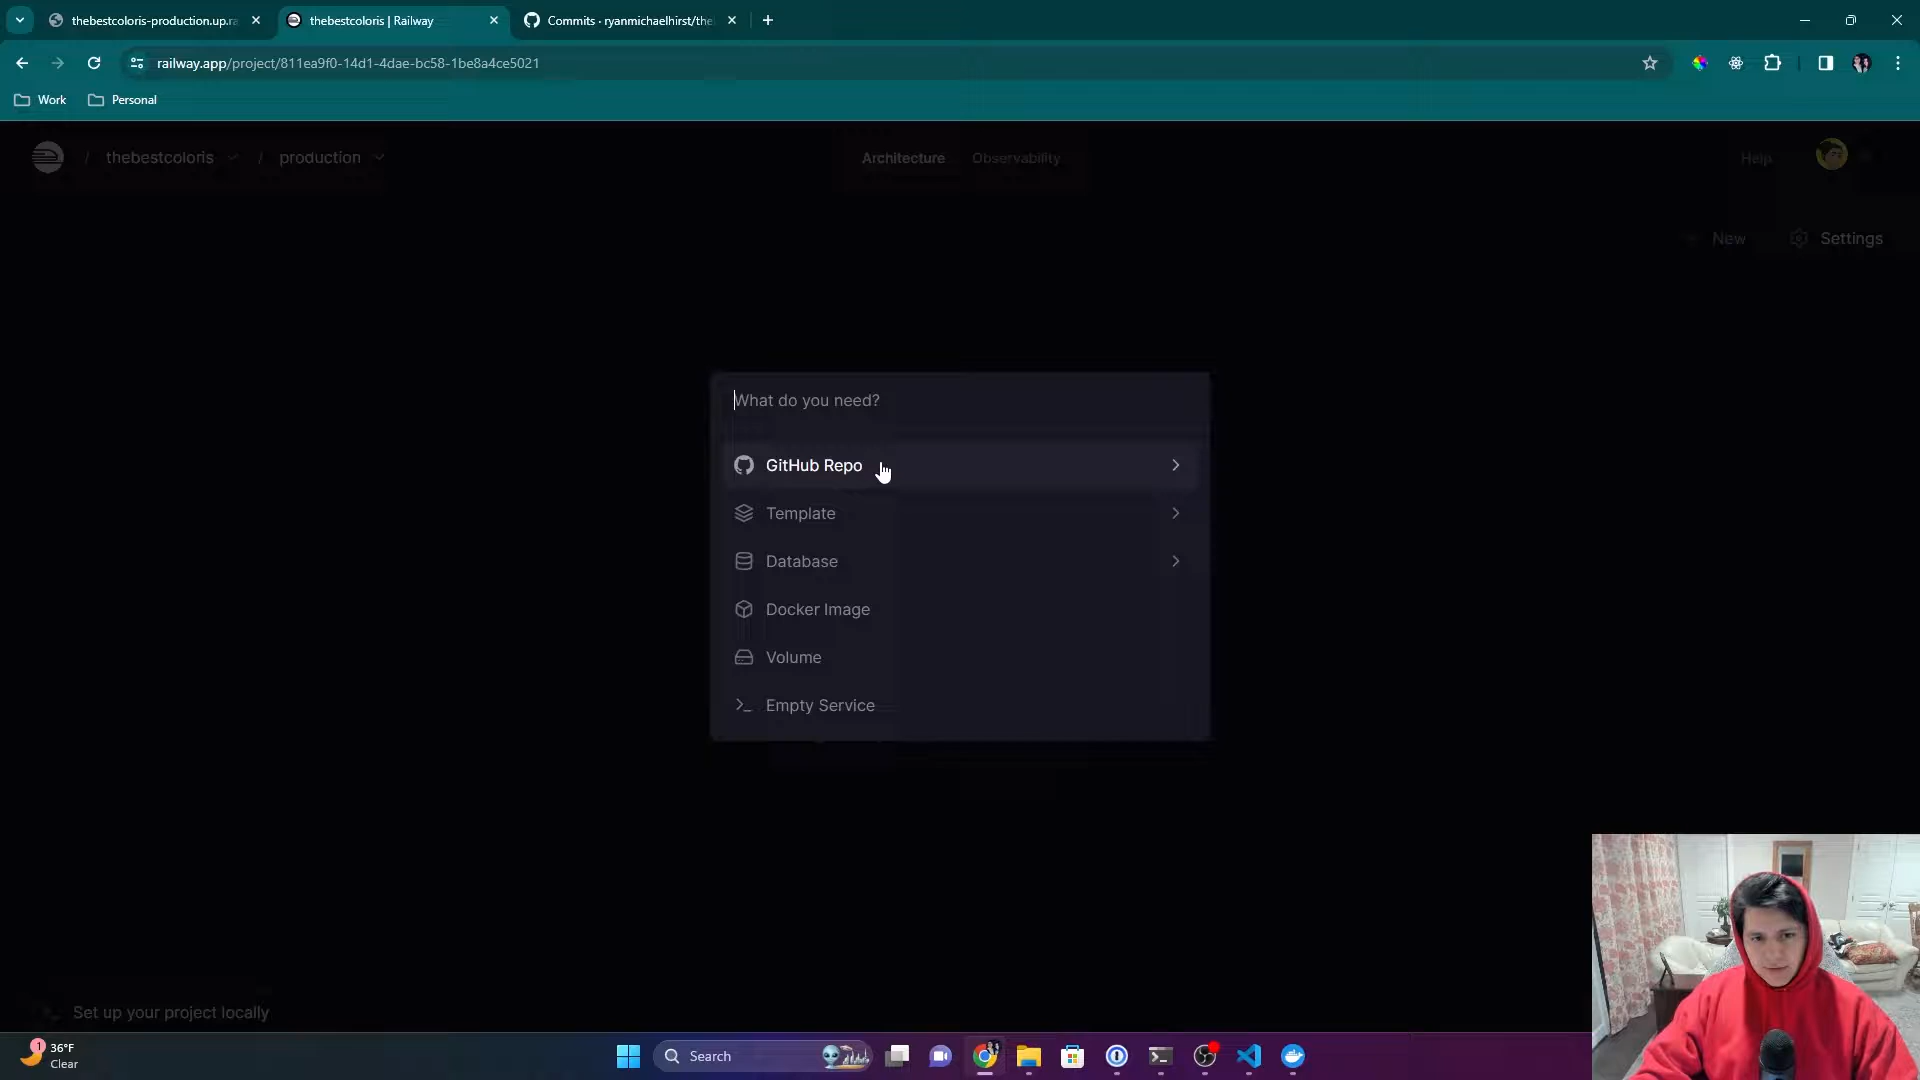 thebestcoloris-production.up.ra
thebestcoloris | Railway
Commits · ryanmichaelhirst/the
railway.app/project/811ea9f0-14d1-4dae-bc58-1be8a4ce5021
Work
Personal
/ thebestcoloris / production
Architecture
Observability
Help
New
Settings
What do you need?
GitHub Repo
Template
Database
Docker Image
Volume
Empty Service
Set up your project locally
1
36°F
Clear
Search